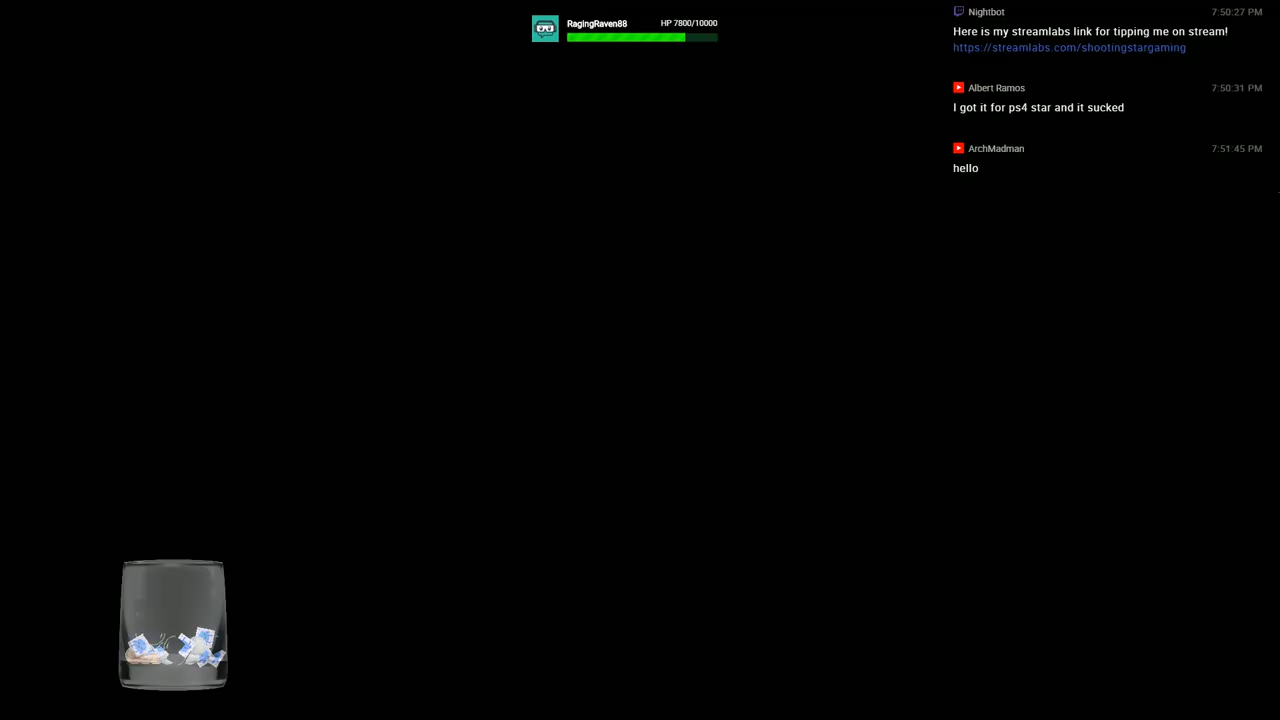 RagingRaven88 HP 7800/10000
Nightbot 7:50:27 PM
Here is my streamlabs link for tipping me on stream!
https://streamlabs.com/shootingstargaming
Albert Ramos 7:50:31 PM
I got it for ps4 star and it sucked
ArchMadman 7:51:45 PM
hello